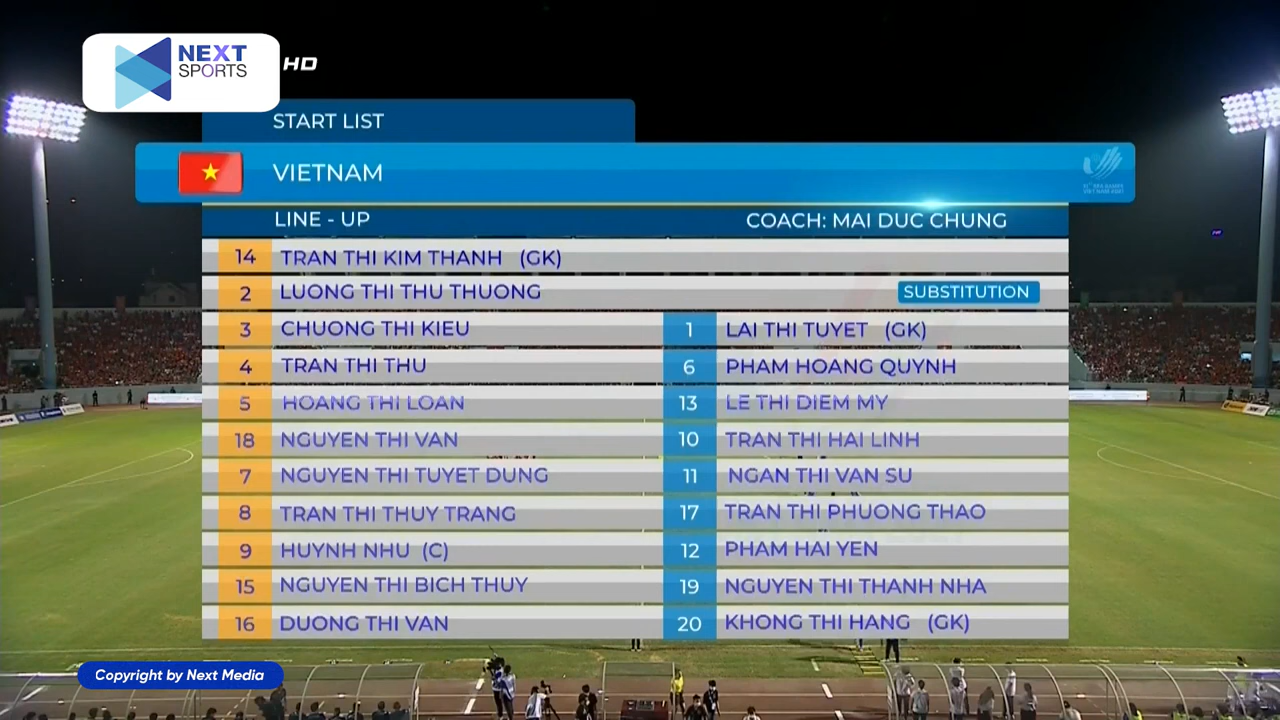 NEXT
SPORTS
HD
START LIST
VIETNAM
LINE - UP
COACH: MAI DUC CHUNG
14 TRAN THI KIM THANH (GK)
2 LUONG THI THU THUONG
3 CHUONG THI KIEU
4 TRAN THI THU
5 HOANG THI LOAN
18 NGUYEN THI VAN
7 NGUYEN THI TUYET DUNG
8 TRAN THI THUY TRANG
9 HUYNH NHU (C)
15 NGUYEN THI BICH THUY
16 DUONG THI VAN
SUBSTITUTION
1 LAI THI TUYET (GK)
6 PHAM HOANG QUYNH
13 LE THI DIEM MY
10 TRAN THI HAI LINH
11 NGAN THI VAN SU
17 TRAN THI PHUONG THAO
12 PHAM HAI YEN
19 NGUYEN THI THANH NHA
20 KHONG THI HANG (GK)
Copyright by Next Media